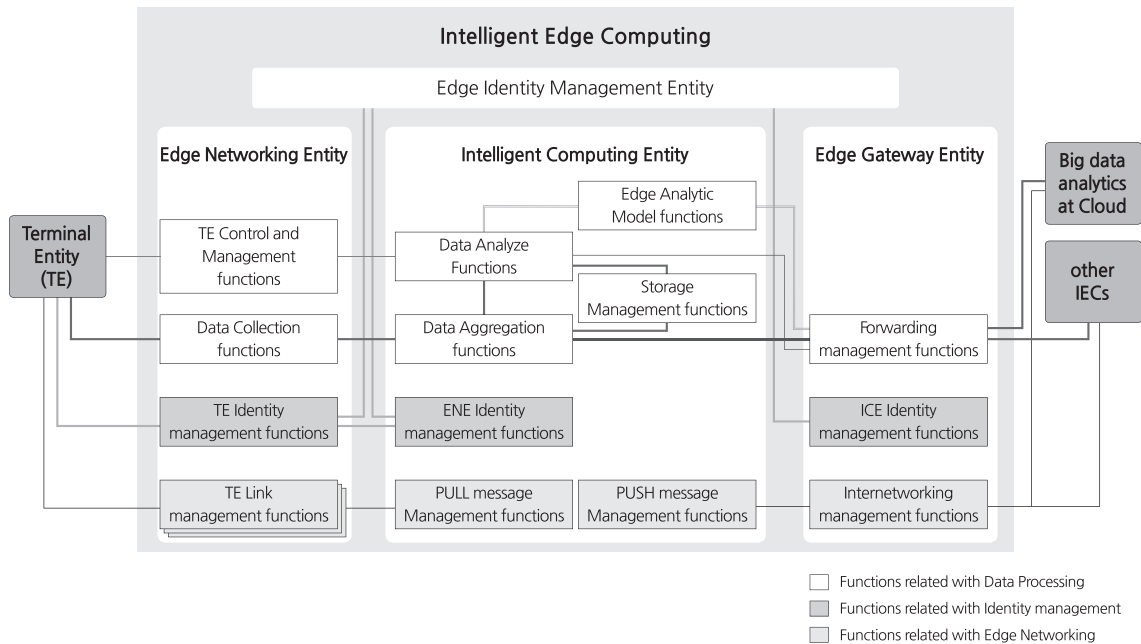 Intelligent Edge Computing
Edge Identity Management Entity
Edge Networking Entity
Intelligent Computing Entity
Edge Gateway Entity
Terminal
Entity
(TE)
TE Control and
Management
functions
Data Collection
functions
TE Identity
management functions
TE Link
management functions
Edge Analytic
Model functions
Data Analyze
Functions
Storage
Management functions
Data Aggregation
functions
ENE Identity
management functions
PULL message
Management functions
PUSH message
Management functions
Forwarding
management functions
ICE Identity
management functions
Internetworking
management functions
Big data
analytics
at Cloud
other
IECs
Functions related with Data Processing
Functions related with Identity management
Functions related with Edge Networking